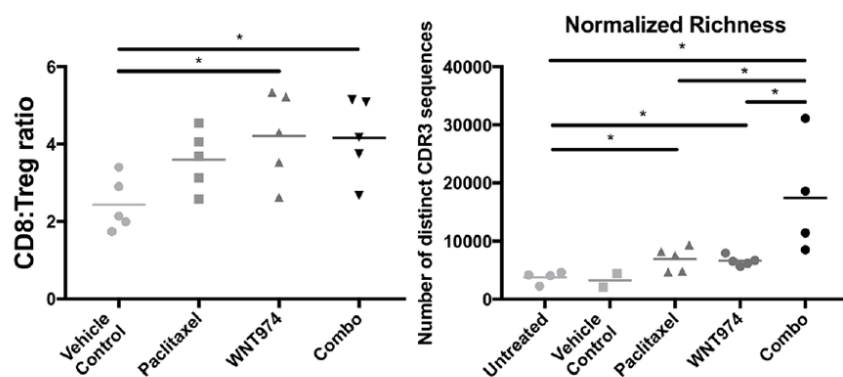 CD8:Treg ratio
6
4
2
0
*
*
Vehicle
Control
Paclitaxel
WNT974
Combo
Normalized Richness
Number of distinct CDR3 sequences
40000
30000
20000
10000
0
*
*
*
*
*
Untreated
Vehicle
Control
Paclitaxel
WNT974
Combo